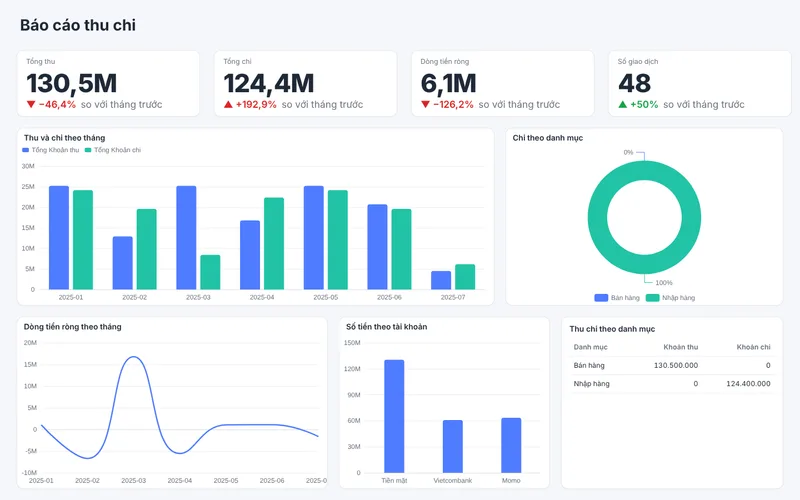 Báo cáo thu chi
Tổng thu
130,5M
▼ −46,4% so với tháng trước
Tổng chi
124,4M
▲ +192,9% so với tháng trước
Dòng tiền ròng
6,1M
▼ −126,2% so với tháng trước
Số giao dịch
48
▲ +50% so với tháng trước
Thu và chi theo tháng
Tổng Khoản thu Tổng Khoản chi
30M
25M
20M
15M
10M
5M
0
2025-01 2025-02 2025-03 2025-04 2025-05 2025-06 2025-07
Chi theo danh mục
0%
100%
Bán hàng Nhập hàng
Dòng tiền ròng theo tháng
20M
15M
10M
5M
0
-5M
-10M
2025-01 2025-02 2025-03 2025-04 2025-05 2025-06 2025-0
Số tiền theo tài khoản
150M
120M
90M
60M
30M
0
Tiền mặt Vietcombank Momo
Thu chi theo danh mục
Danh mục Khoản thu Khoản chi
Bán hàng 130.500.000 0
Nhập hàng 0 124.400.000